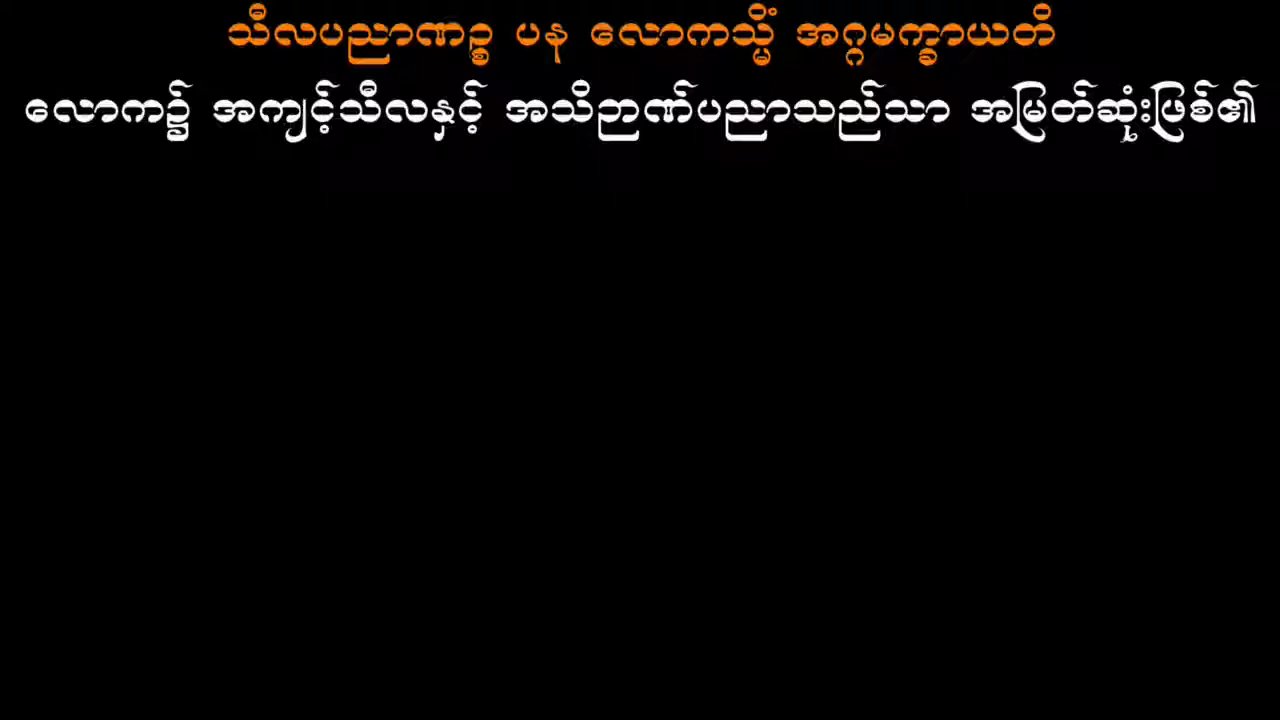 သီလပညာဏဉ္စ ပန လောကသ္မိံ အဂ္ဂမက္ခာယတိ
လောက၌ အကျင့်သီလနှင့် အသိဉာဏ်ပညာသည်သာ အမြတ်ဆုံးဖြစ်၏